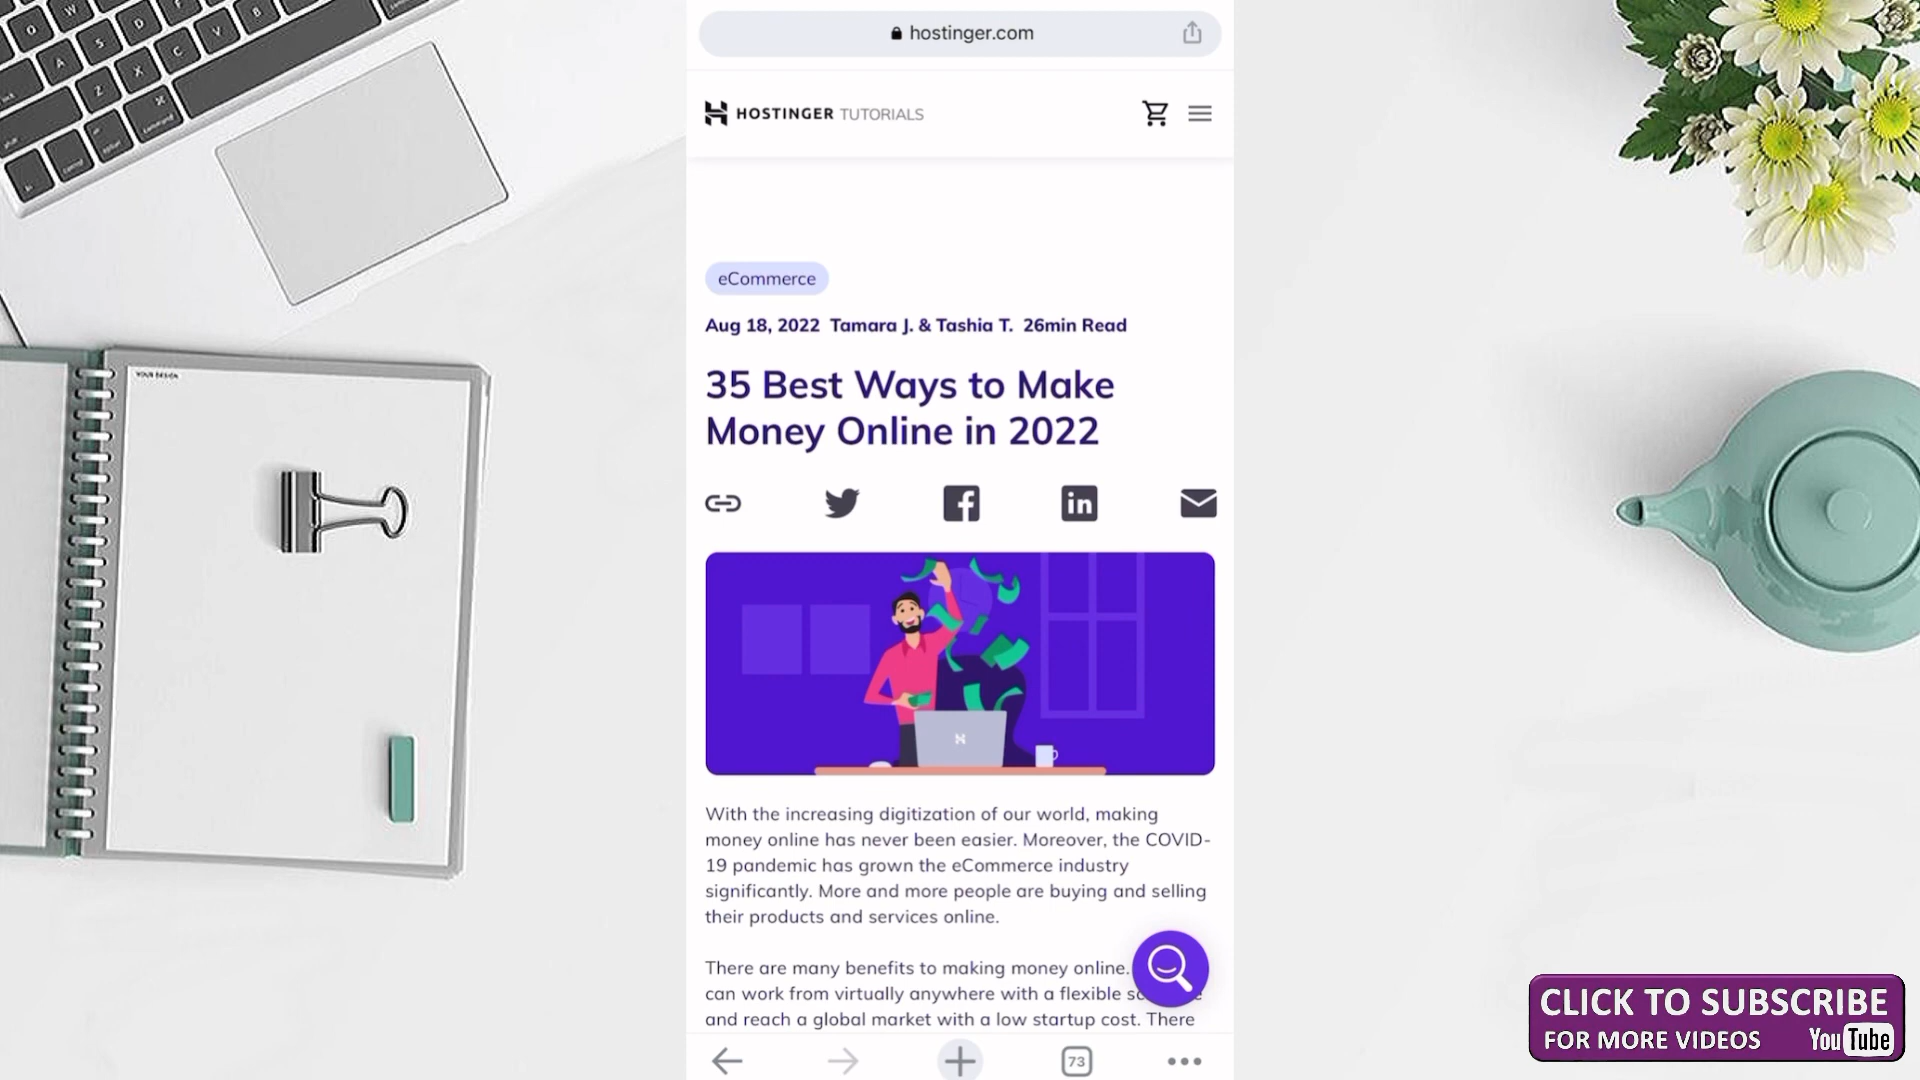 hostinger.com
HOSTINGER TUTORIALS
eCommerce
Aug 18, 2022 Tamara J. & Tashia T. 26min Read
35 Best Ways to Make
Money Online in 2022
With the increasing digitization of our world, making
money online has never been easier. Moreover, the COVID-
19 pandemic has grown the eCommerce industry
significantly. More and more people are buying and selling
their products and services online.
There are many benefits to making money online.
can work from virtually anywhere with a flexible
and reach a global market with a low startup cost. There
73
YOUR DESIGN
CLICK TO SUBSCRIBE
FOR MORE VIDEOS YouTube